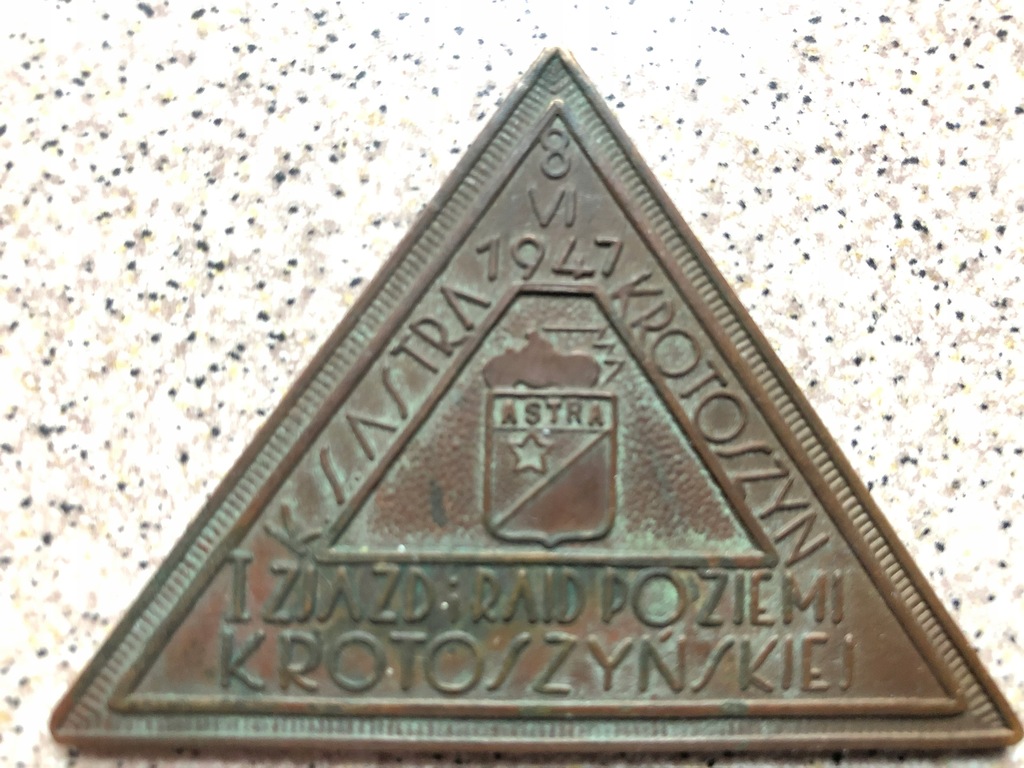 8
VI
1947
K.S. ASTRA
KROTOSZYN
ASTRA
I ZJAZD i RAID PO ZIEMI
KROTOSZYŃSKIEJ